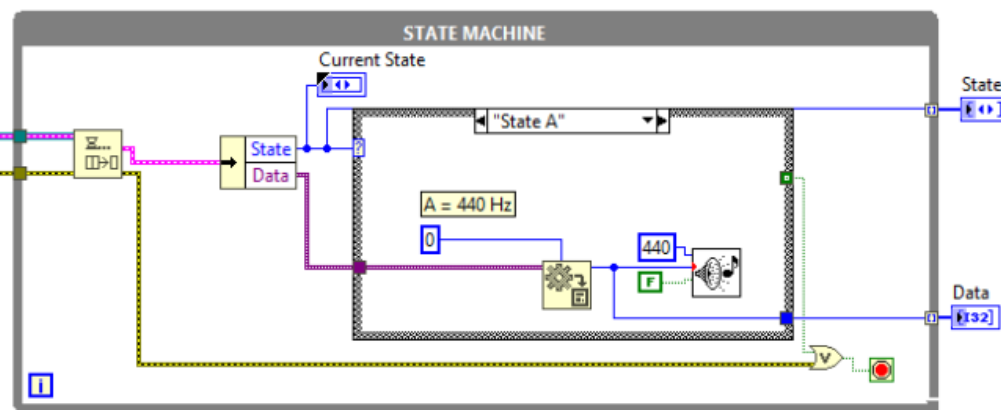 STATE MACHINE
Current State
State
"State A"
State
Data
A = 440 Hz
0
440
F
Data
I32
V
i